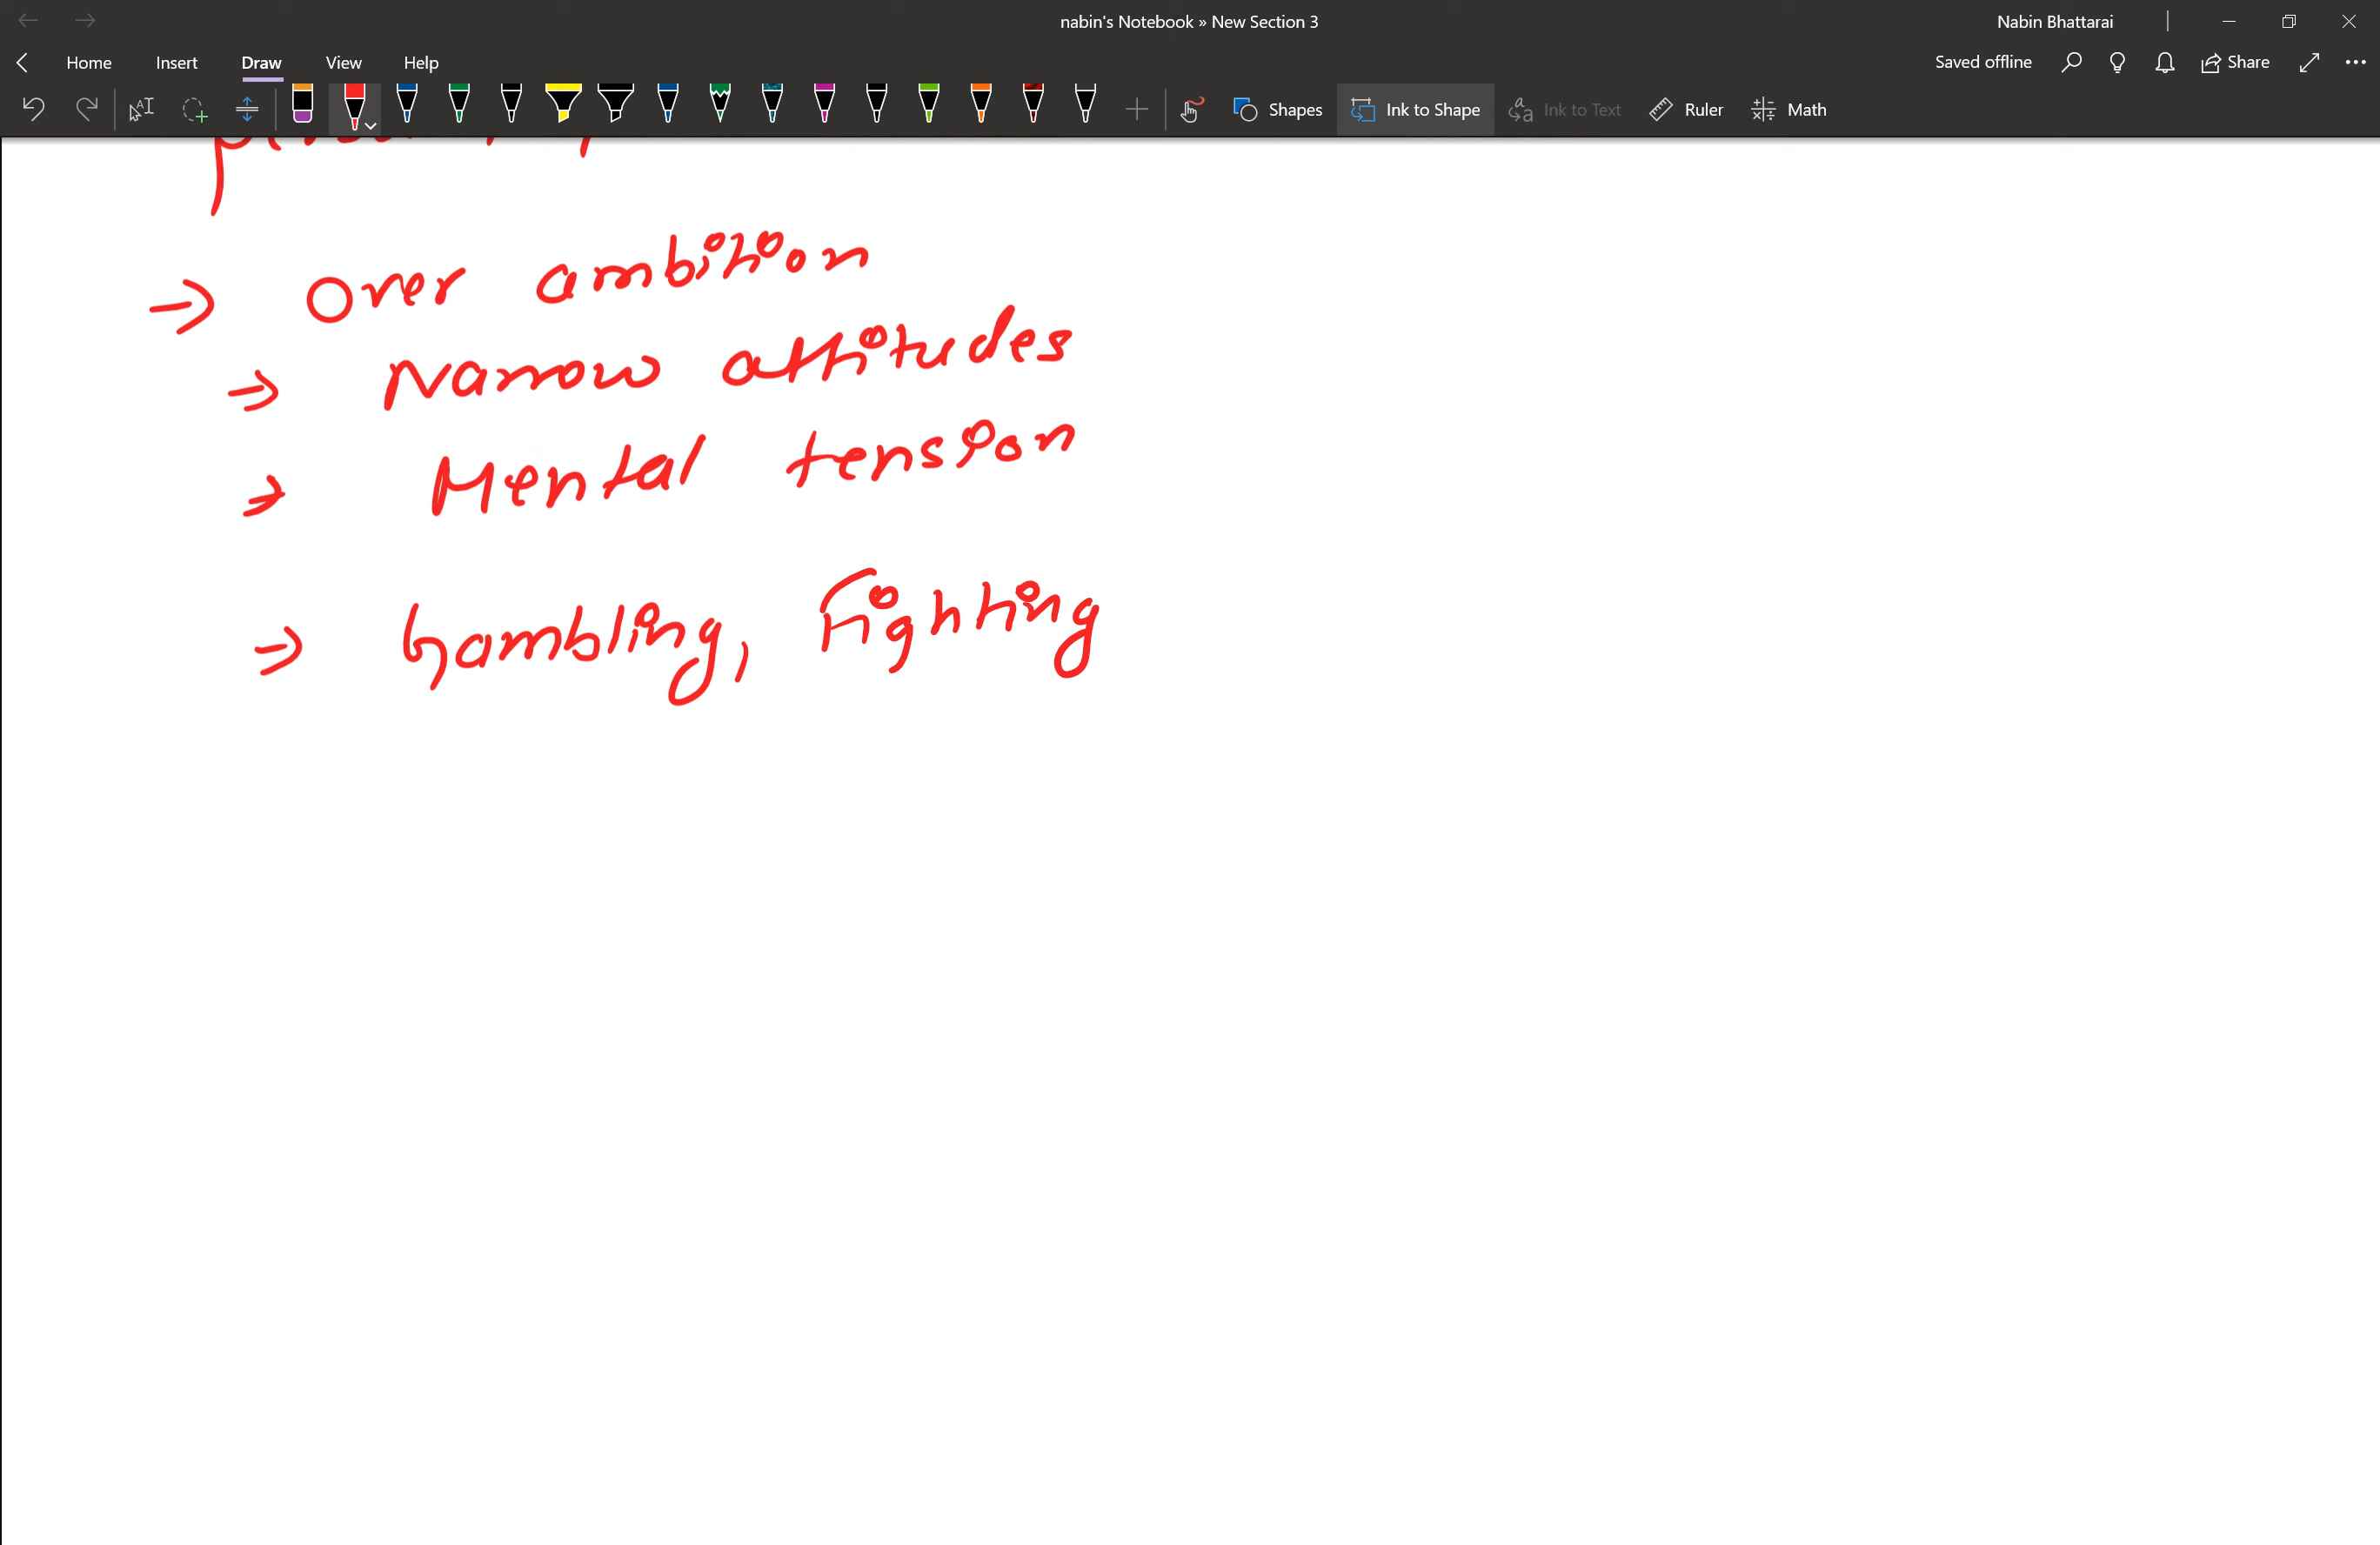 nabin's Notebook » New Section 3 Nabin Bhattarai
Home Insert Draw View Help Saved offline Share
Shapes Ink to Shape Ink to Text Ruler Math
⇒ Over ambition
⇒ Narrow attitudes
⇒ Mental tension
⇒ Gambling, Fighting